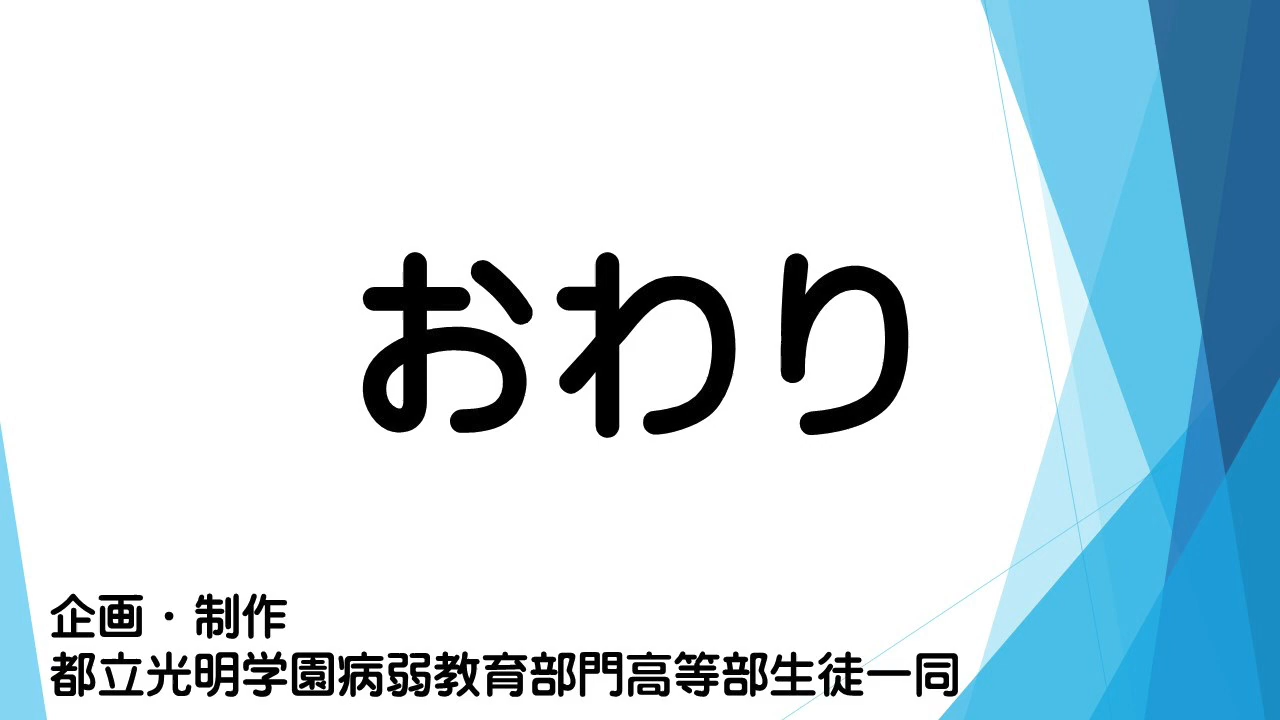 おわり
企画・制作
都立光明学園病弱教育部門高等部生徒一同